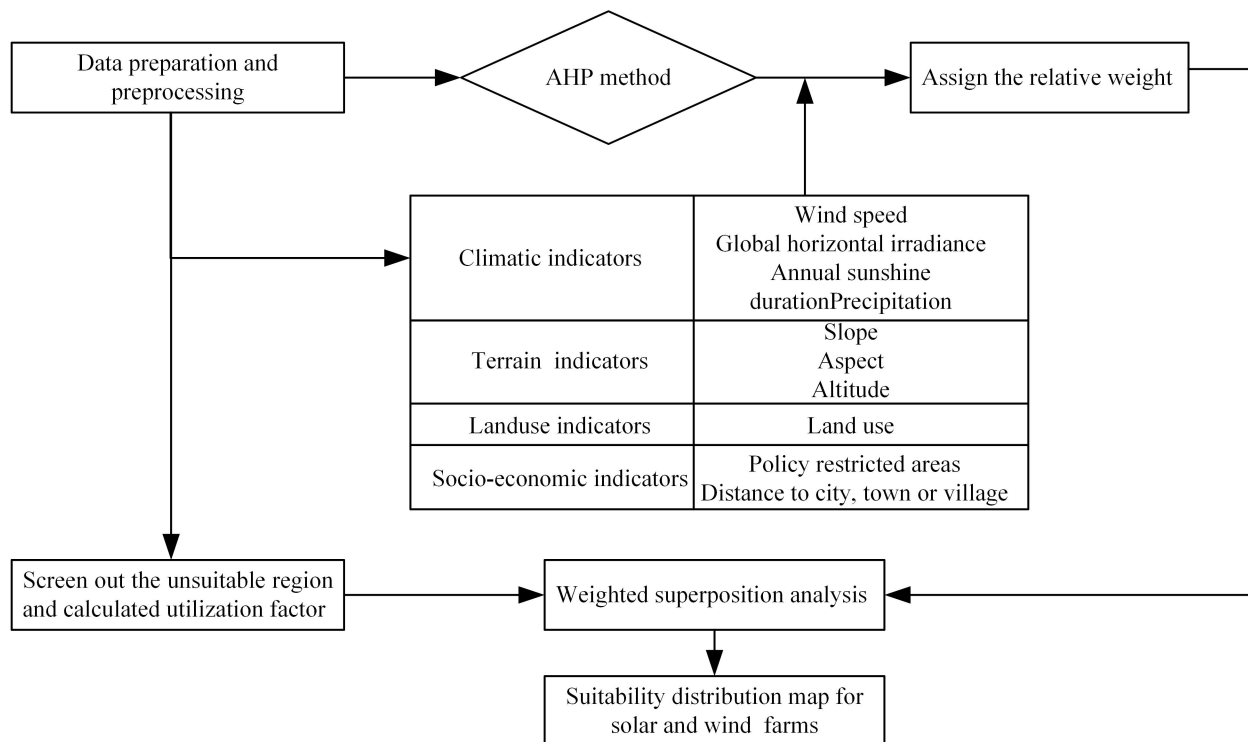 Data preparation and
preprocessing
AHP method
Assign the relative weight
Climatic indicators
Wind speed
Global horizontal irradiance
Annual sunshine
durationPrecipitation
Terrain indicators
Slope
Aspect
Altitude
Landuse indicators
Land use
Socio-economic indicators
Policy restricted areas
Distance to city, town or village
Screen out the unsuitable region
and calculated utilization factor
Weighted superposition analysis
Suitability distribution map for
solar and wind farms